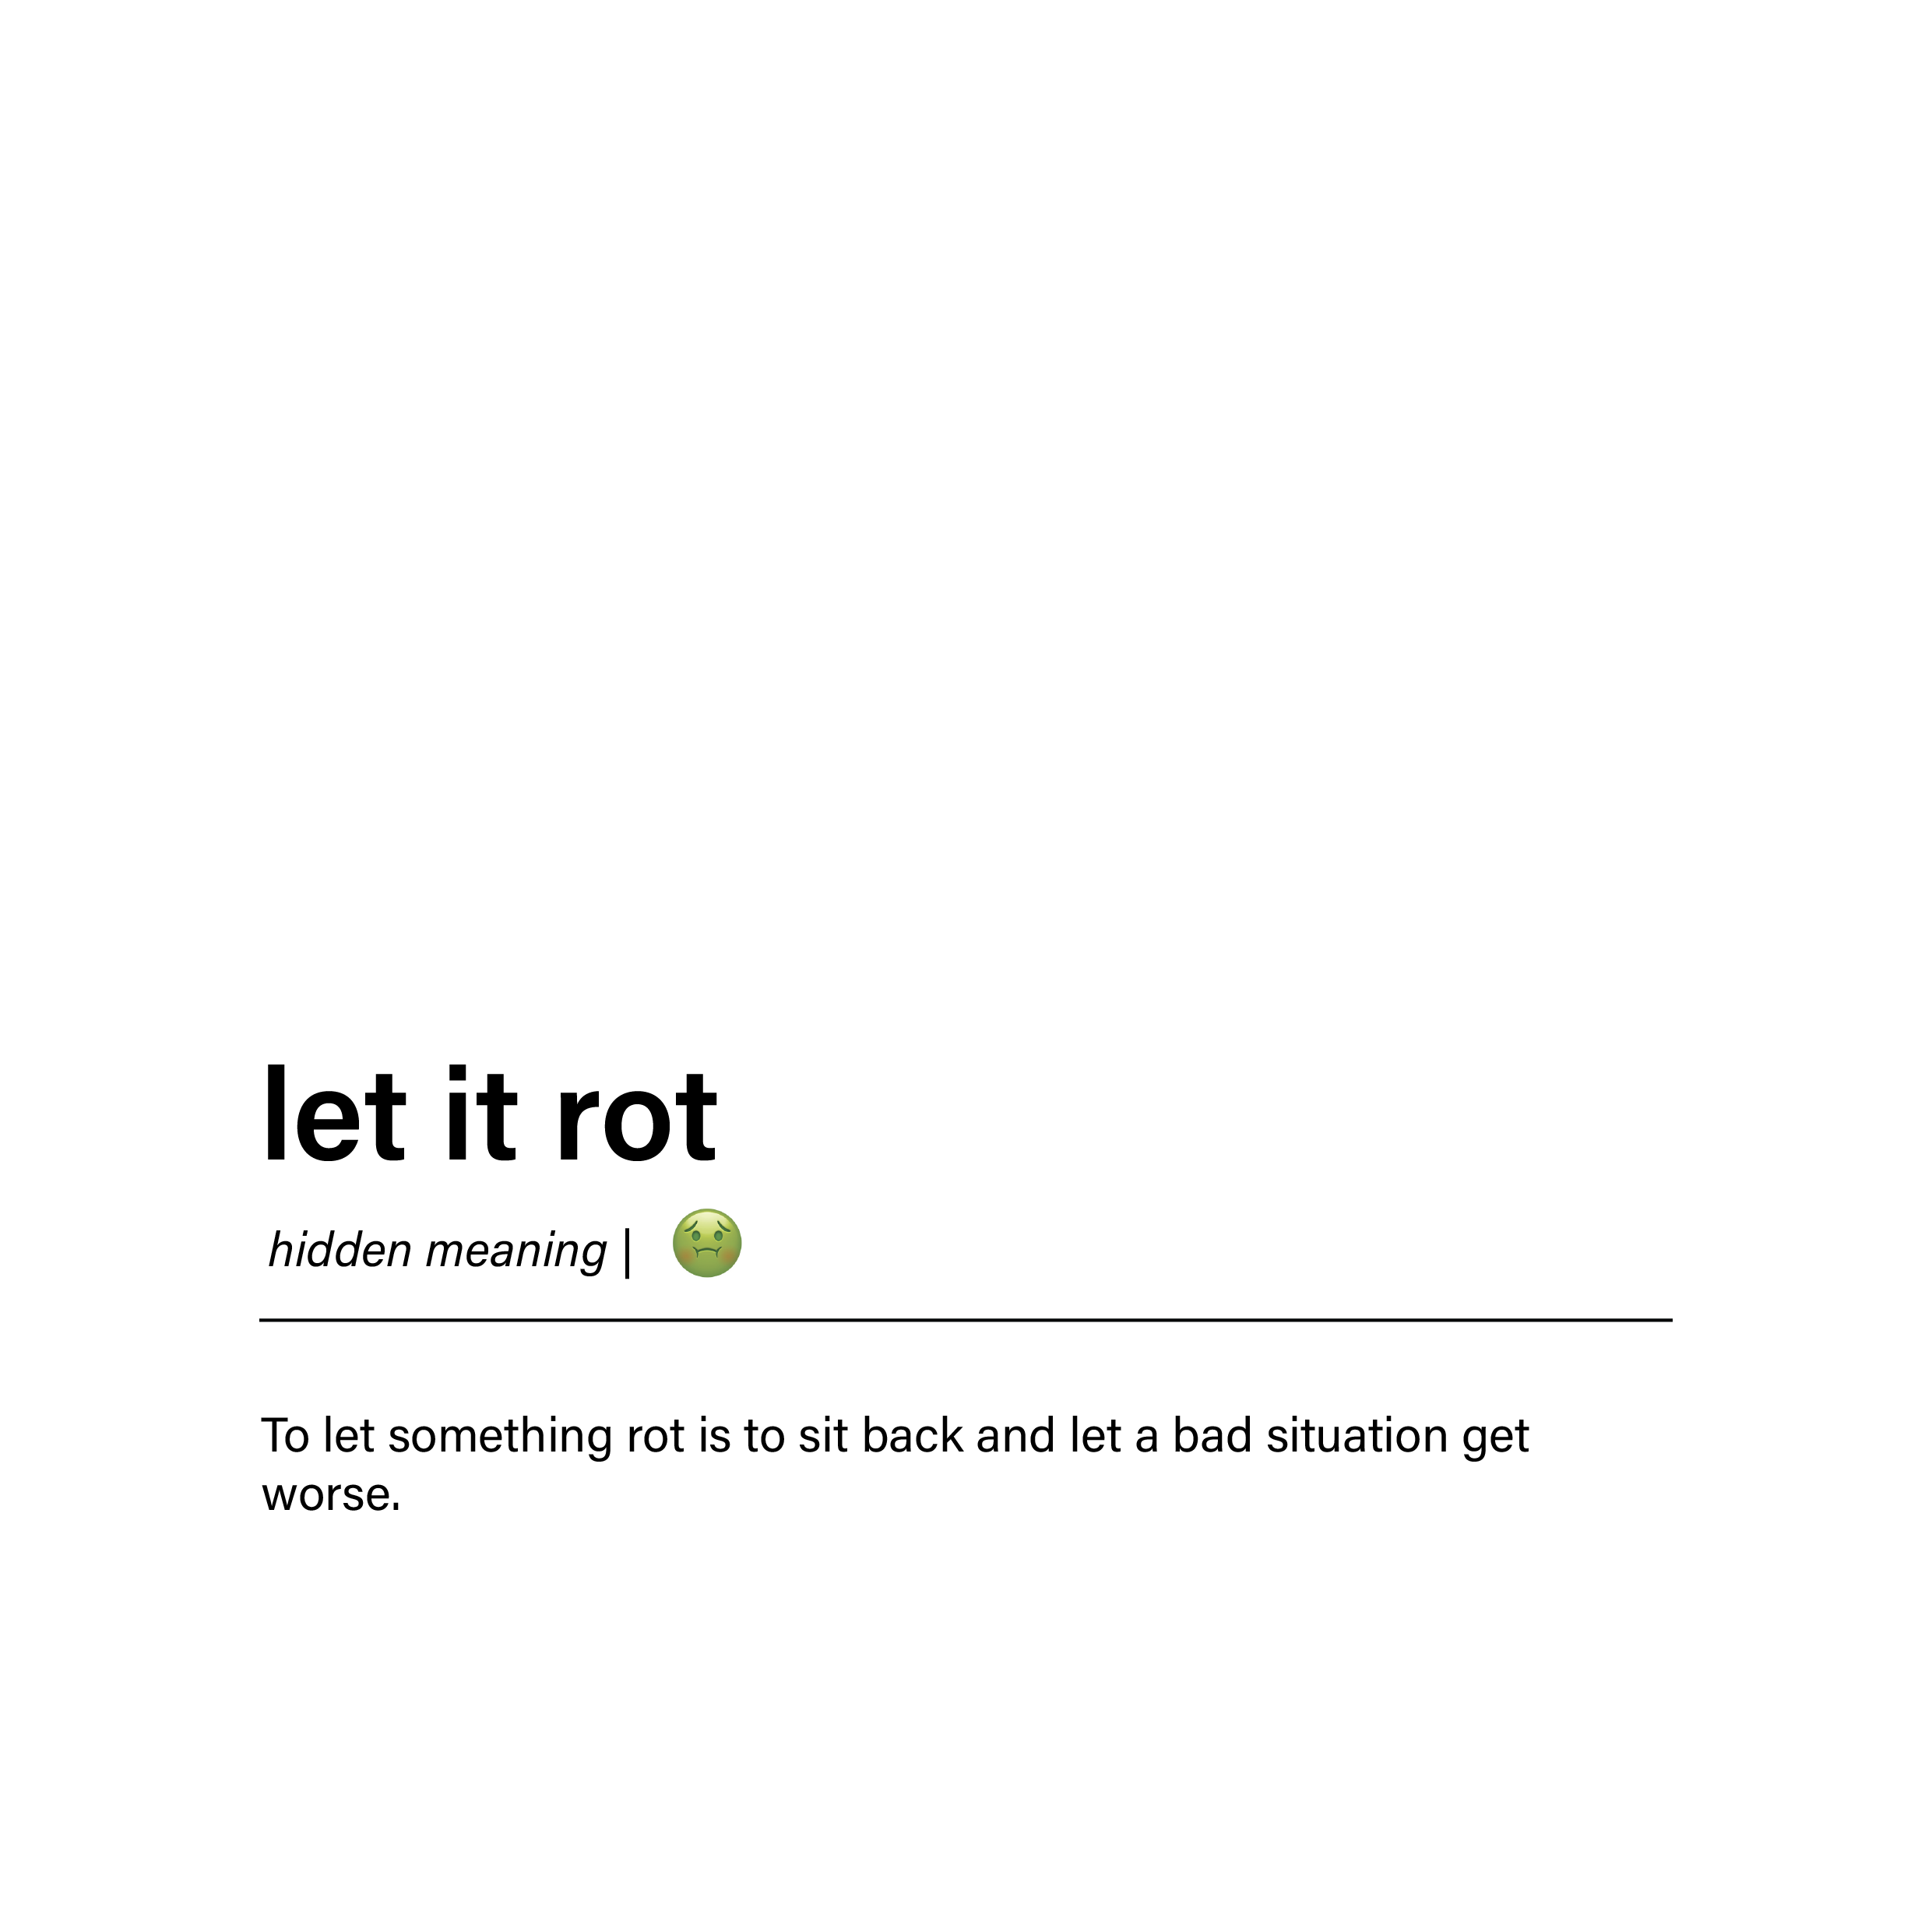 let it rot
hidden meaning | 🤢
To let something rot is to sit back and let a bad situation get
worse.